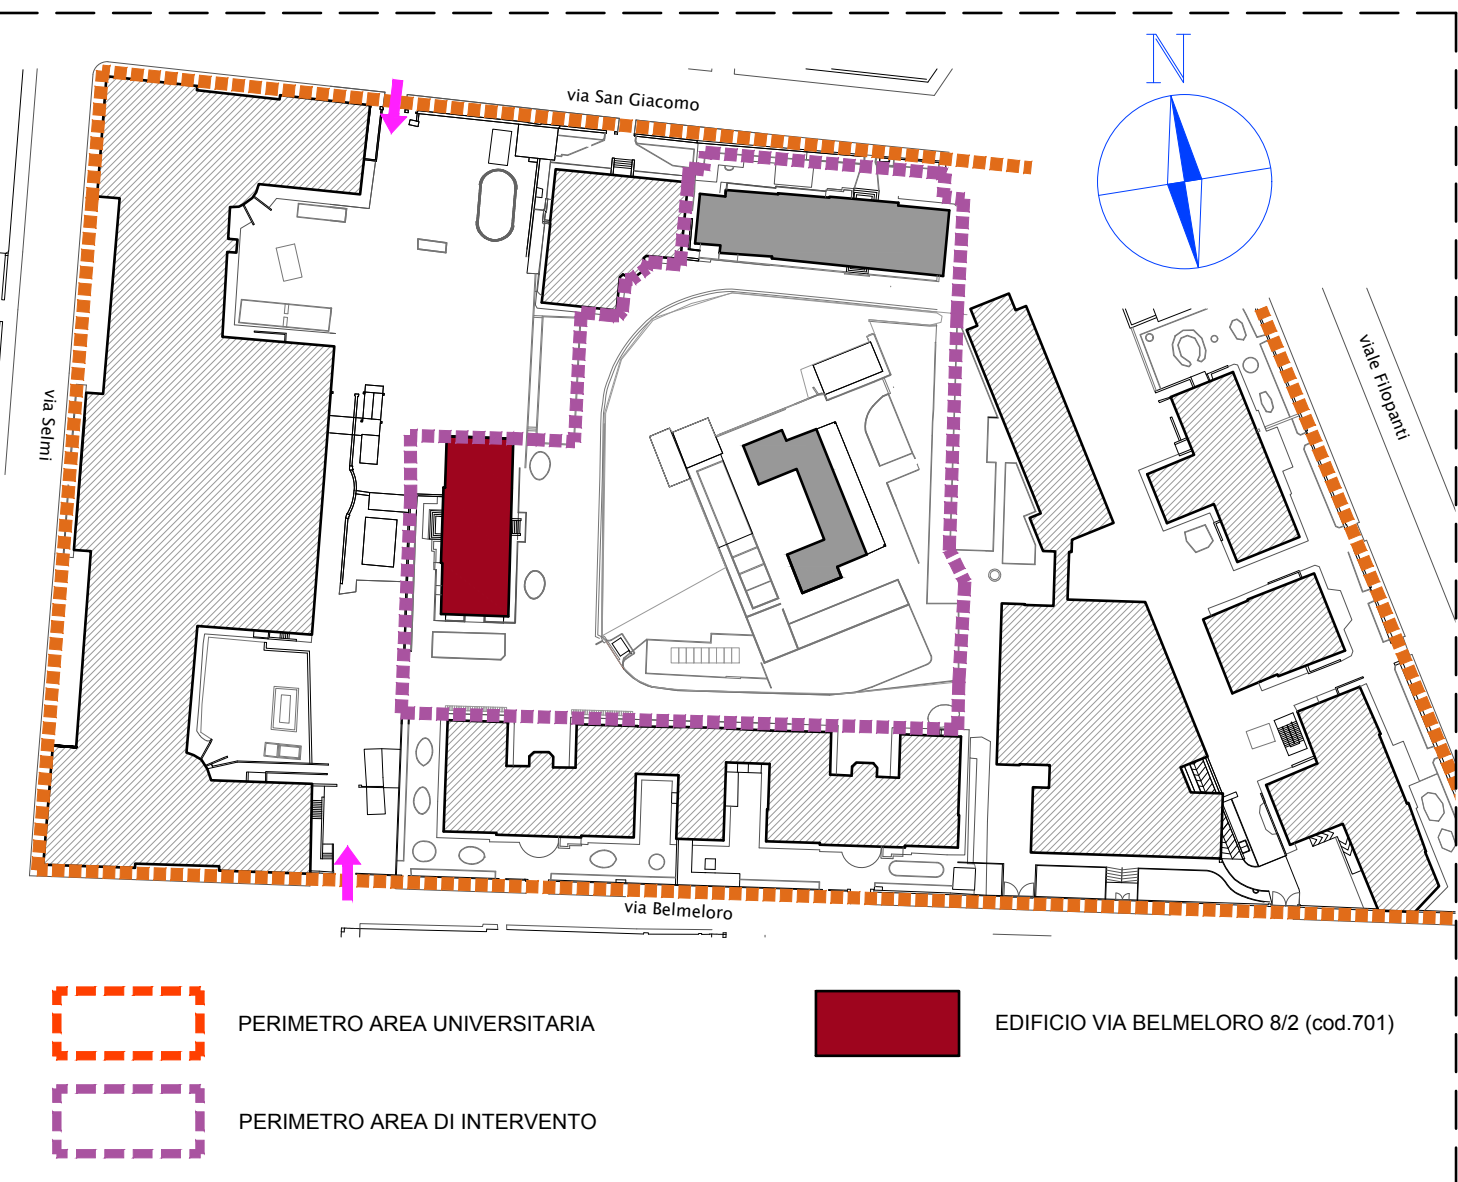 N
via San Giacomo
viale Filopanti
via Selmi
via Belmeloro
PERIMETRO AREA UNIVERSITARIA
EDIFICIO VIA BELMELORO 8/2 (cod.701)
PERIMETRO AREA DI INTERVENTO